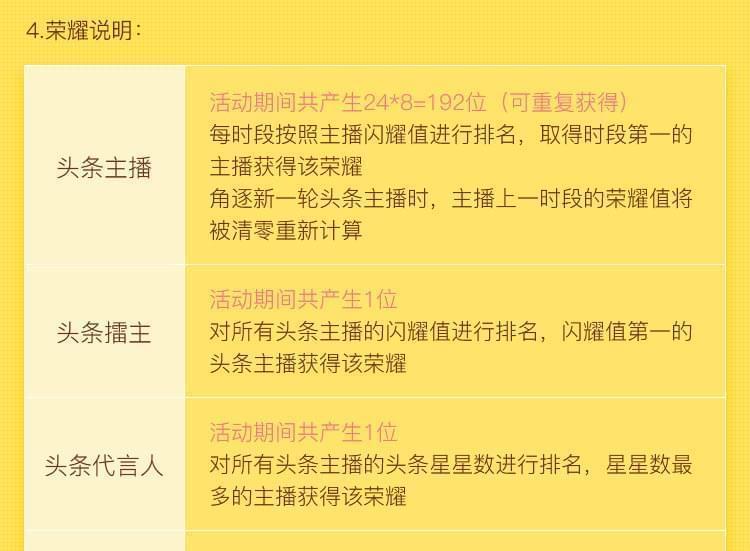 4.荣耀说明：
头条主播
活动期间共产生24*8=192位（可重复获得）
每时段按照主播闪耀值进行排名，取得时段第一的
主播获得该荣耀
角逐新一轮头条主播时，主播上一时段的荣耀值将
被清零重新计算
头条擂主
活动期间共产生1位
对所有头条主播的闪耀值进行排名，闪耀值第一的
头条主播获得该荣耀
头条代言人
活动期间共产生1位
对所有头条主播的头条星星数进行排名，星星数最
多的主播获得该荣耀